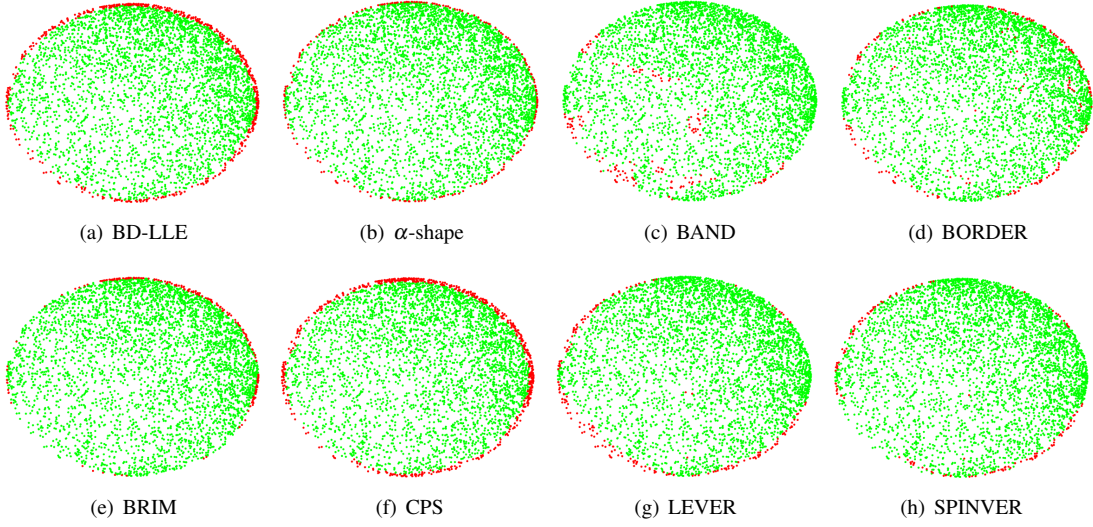 (a) BD-LLE
(b) α-shape
(c) BAND
(d) BORDER
(e) BRIM
(f) CPS
(g) LEVER
(h) SPINVER